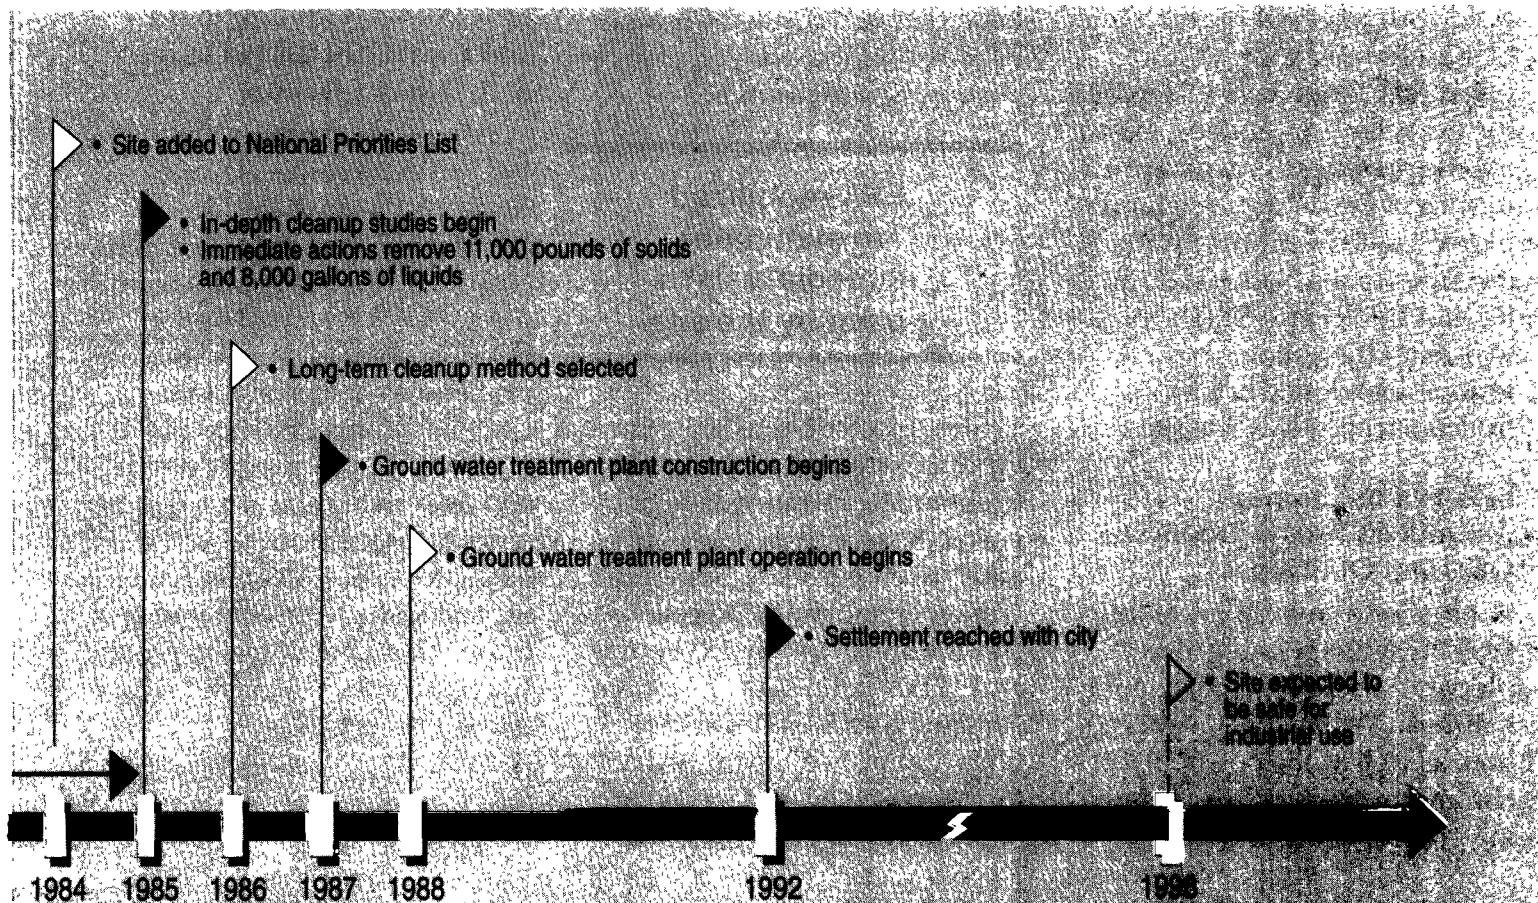 • Site added to National Priorities List
• In-depth cleanup studies begin
• Immediate actions remove 11,000 pounds of solids
and 8,000 gallons of liquids
• Long-term cleanup method selected
• Ground water treatment plant construction begins
• Ground water treatment plant operation begins
• Settlement reached with city
• Site expected to
be safe for
industrial use
1984 1985 1986 1987 1988 1992